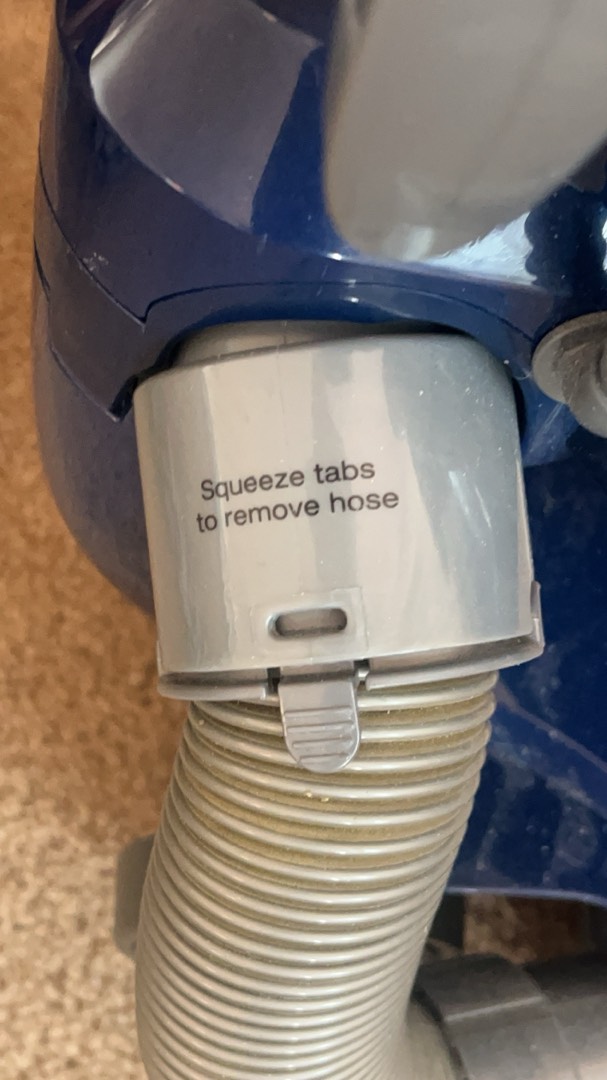 Squeeze tabs
to remove hose